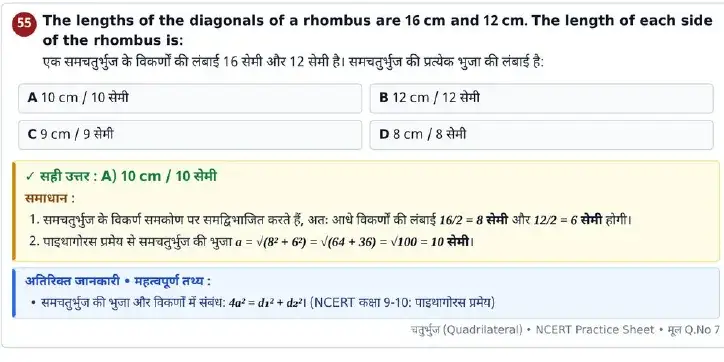 55 The lengths of the diagonals of a rhombus are 16 cm and 12 cm. The length of each side
of the rhombus is:
एक समचतुर्भुज के विकर्णों की लंबाई 16 सेमी और 12 सेमी है। समचतुर्भुज की प्रत्येक भुजा की लंबाई है:
A 10 cm / 10 सेमी
B 12 cm / 12 सेमी
C 9 cm / 9 सेमी
D 8 cm / 8 सेमी
✓ सही उत्तर : A) 10 cm / 10 सेमी
समाधान :
1. समचतुर्भुज के विकर्ण समकोण पर समद्विभाजित करते हैं, अतः आधे विकर्णों की लंबाई 16/2 = 8 सेमी और 12/2 = 6 सेमी होगी।
2. पाइथागोरस प्रमेय से समचतुर्भुज की भुजा a = √(8² + 6²) = √(64 + 36) = √100 = 10 सेमी।
अतिरिक्त जानकारी • महत्वपूर्ण तथ्य :
• समचतुर्भुज की भुजा और विकर्णों में संबंध: 4a² = d₁² + d₂²। (NCERT कक्षा 9-10: पाइथागोरस प्रमेय)
चतुर्भुज (Quadrilateral) • NCERT Practice Sheet • मूल Q.No 7